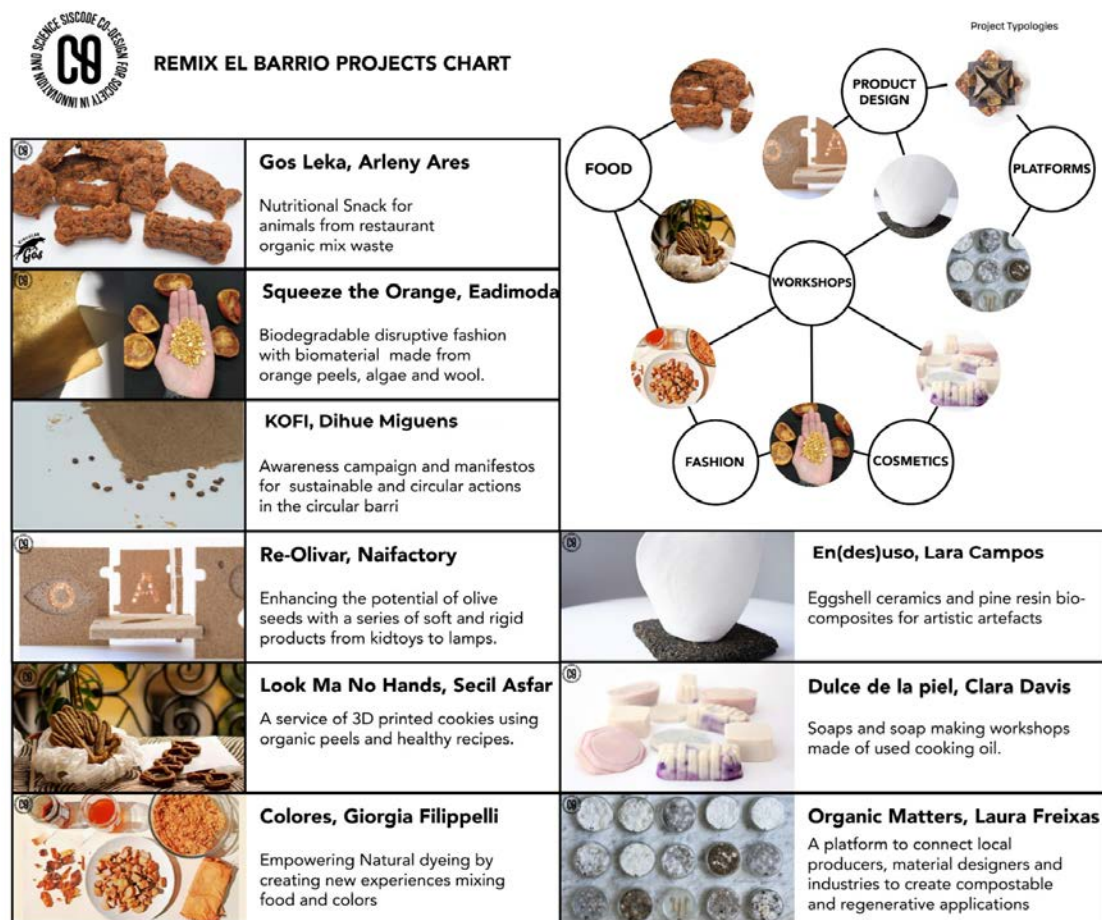 SISCODE CO-DESIGN FOR SOCIETY IN INNOVATION AND SCIENCE
REMIX EL BARRIO PROJECTS CHART
Project Typologies
PRODUCT
DESIGN
FOOD
PLATFORMS
WORKSHOPS
FASHION
COSMETICS
Gos Leka, Arleny Ares
Nutritional Snack for
animals from restaurant
organic mix waste
Squeeze the Orange, Eadimoda
Biodegradable disruptive fashion
with biomaterial made from
orange peels, algae and wool.
KOFI, Dihue Miguens
Awareness campaign and manifestos
for sustainable and circular actions
in the circular barri
Re-Olivar, Naifactory
Enhancing the potential of olive
seeds with a series of soft and rigid
products from kidtoys to lamps.
En(des)uso, Lara Campos
Eggshell ceramics and pine resin bio-
composites for artistic artefacts
Look Ma No Hands, Secil Asfar
A service of 3D printed cookies using
organic peels and healthy recipes.
Dulce de la piel, Clara Davis
Soaps and soap making workshops
made of used cooking oil.
Colores, Giorgia Filippelli
Empowering Natural dyeing by
creating new experiences mixing
food and colors
Organic Matters, Laura Freixas
A platform to connect local
producers, material designers and
industries to create compostable
and regenerative applications